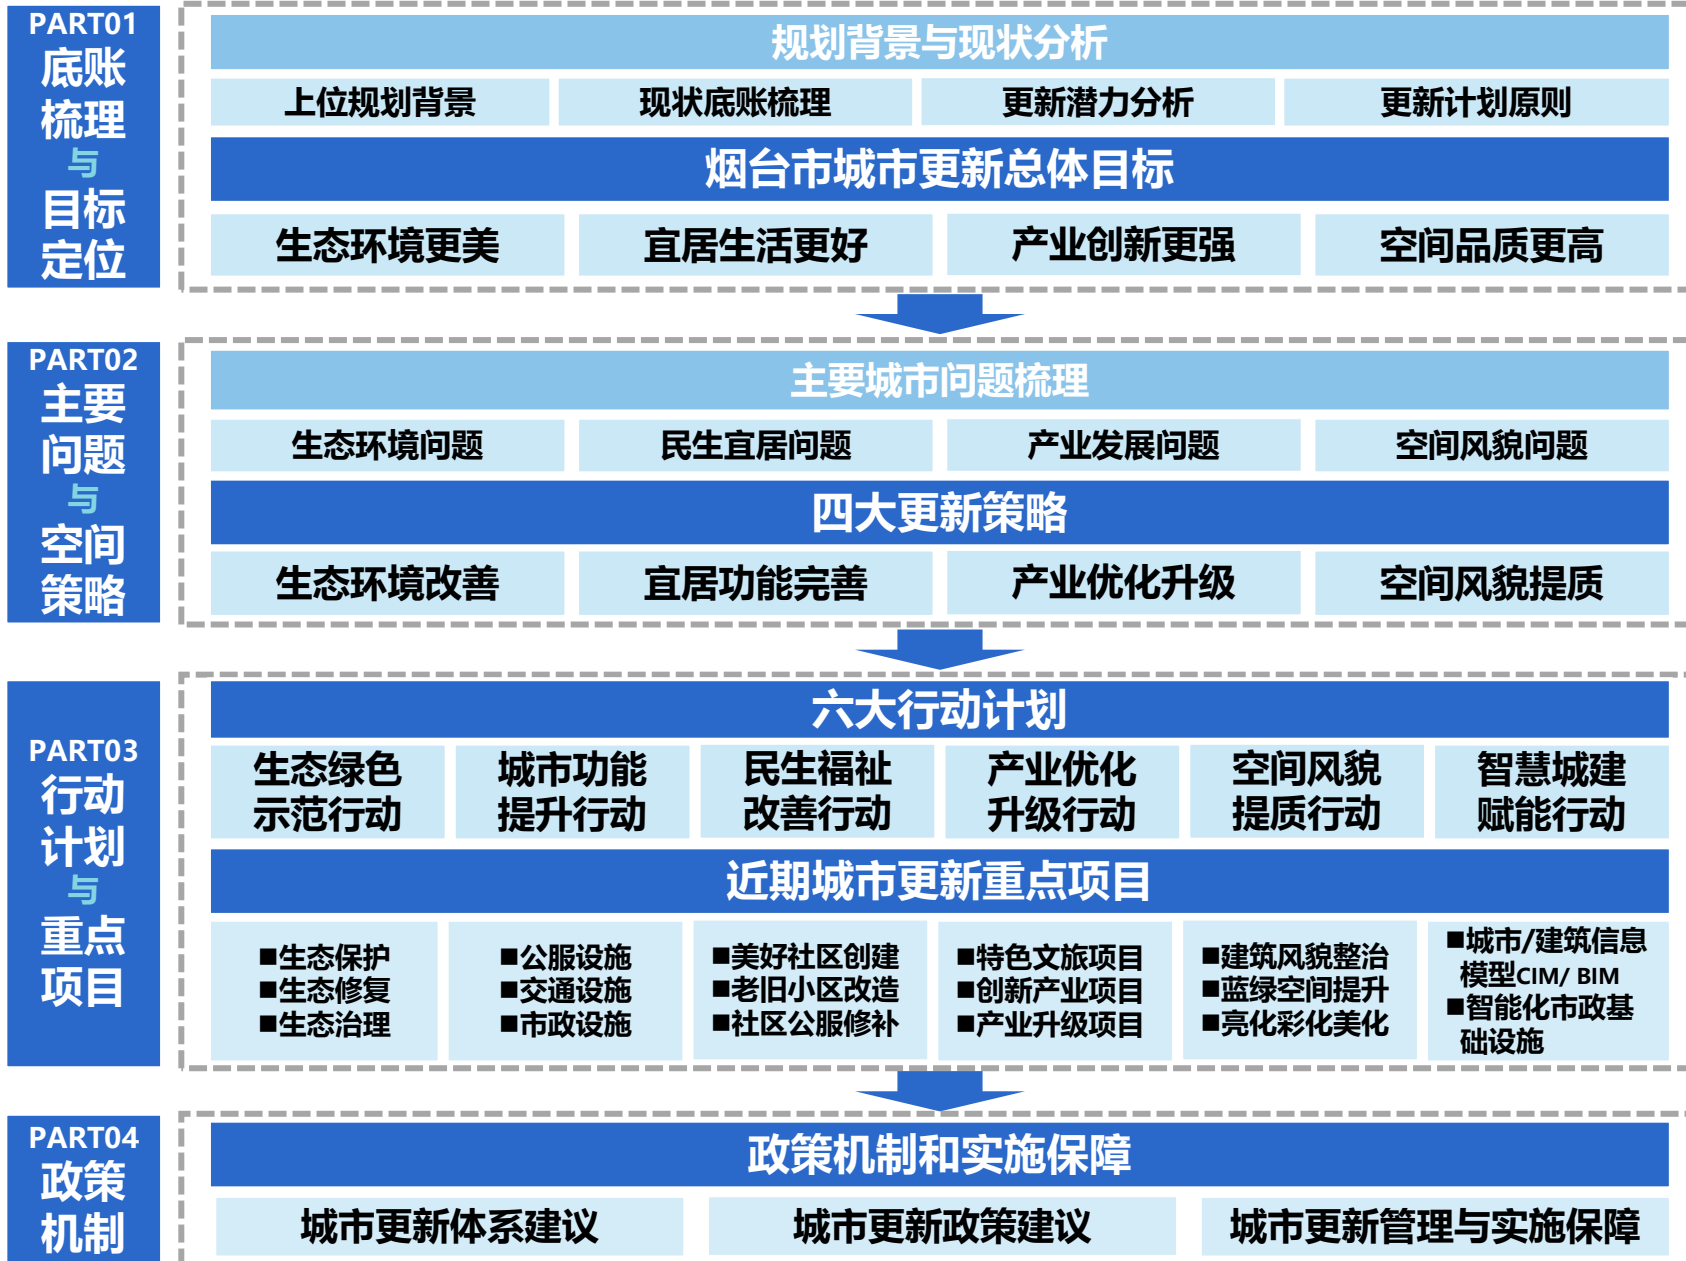 PART01
底账
梳理
与
目标
定位
规划背景与现状分析
上位规划背景
现状底账梳理
更新潜力分析
更新计划原则
烟台市城市更新总体目标
生态环境更美
宜居生活更好
产业创新更强
空间品质更高
PART02
主要
问题
与
空间
策略
主要城市问题梳理
生态环境问题
民生宜居问题
产业发展问题
空间风貌问题
四大更新策略
生态环境改善
宜居功能完善
产业优化升级
空间风貌提质
PART03
行动
计划
与
重点
项目
六大行动计划
生态绿色
示范行动
城市功能
提升行动
民生福祉
改善行动
产业优化
升级行动
空间风貌
提质行动
智慧城建
赋能行动
近期城市更新重点项目
■生态保护
■生态修复
■生态治理
■公服设施
■交通设施
■市政设施
■美好社区创建
■老旧小区改造
■社区公服修补
■特色文旅项目
■创新产业项目
■产业升级项目
■建筑风貌整治
■蓝绿空间提升
■亮化彩化美化
■城市/建筑信息
模型CIM/ BIM
■智能化市政基
础设施
PART04
政策
机制
政策机制和实施保障
城市更新体系建议
城市更新政策建议
城市更新管理与实施保障